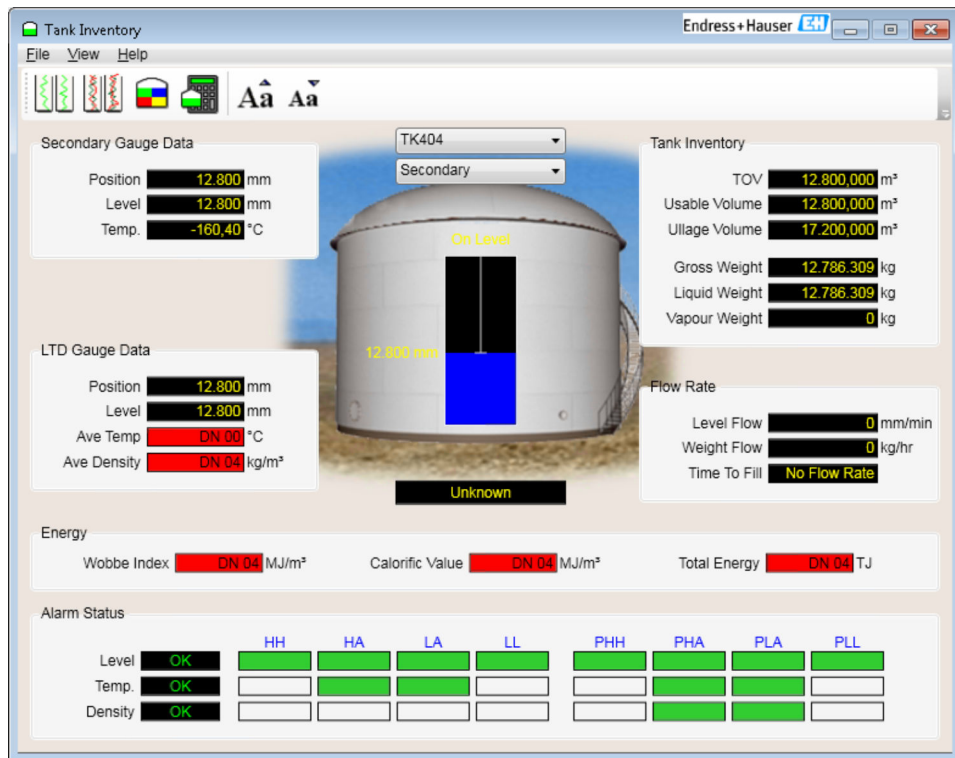 Tank Inventory
Endress+Hauser EH
File View Help
Aa Aa
Secondary Gauge Data
Position 12.800 mm
Level 12.800 mm
Temp. -160,40 °C
TK404
Secondary
Tank Inventory
TOV 12.800,000 m³
Usable Volume 12.800,000 m³
Ullage Volume 17.200,000 m³
Gross Weight 12.786.309 kg
Liquid Weight 12.786.309 kg
Vapour Weight 0 kg
On Level
12.800 mm
LTD Gauge Data
Position 12.800 mm
Level 12.800 mm
Ave Temp DN 00 °C
Ave Density DN 04 kg/m³
Unknown
Flow Rate
Level Flow 0 mm/min
Weight Flow 0 kg/hr
Time To Fill No Flow Rate
Energy
Wobbe Index DN 04 MJ/m³ Calorific Value DN 04 MJ/m³ Total Energy DN 04 TJ
Alarm Status
HH HA LA LL PHH PHA PLA PLL
Level OK
Temp. OK
Density OK